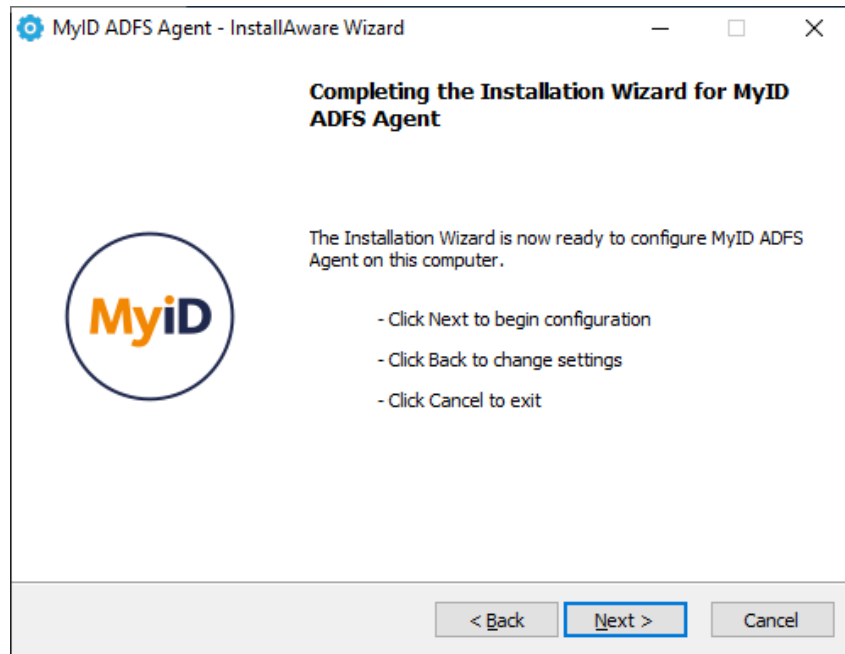 MyID ADFS Agent - InstallAware Wizard
Completing the Installation Wizard for MyID
ADFS Agent
The Installation Wizard is now ready to configure MyID ADFS
Agent on this computer.
MyiD
- Click Next to begin configuration
- Click Back to change settings
- Click Cancel to exit
< Back
Next >
Cancel